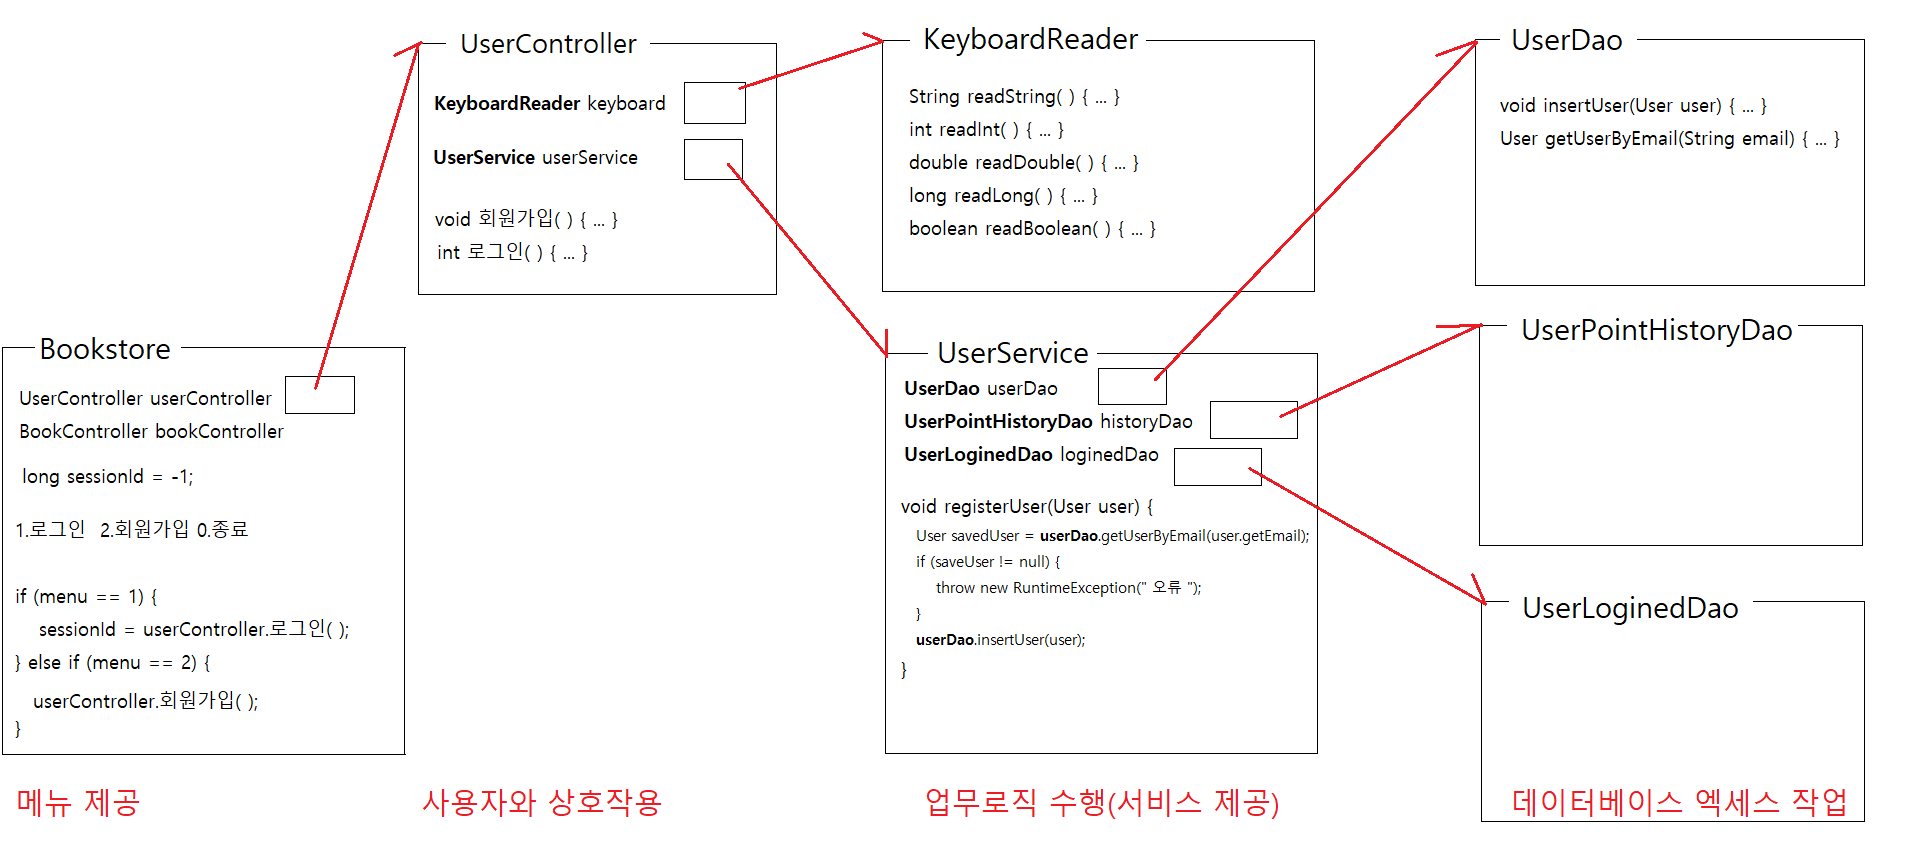 UserController
KeyboardReader keyboard
UserService userService
void 회원가입( ) { ... }
int 로그인( ) { ... }
KeyboardReader
String readString( ) { ... }
int readInt( ) { ... }
double readDouble( ) { ... }
long readLong( ) { ... }
boolean readBoolean( ) { ... }
UserDao
void insertUser(User user) { ... }
User getUserByEmail(String email) { ... }
Bookstore
UserController userController
BookController bookController
long sessionId = -1;
1.로그인 2.회원가입 0.종료
if (menu == 1) {
sessionId = userController.로그인( );
} else if (menu == 2) {
userController.회원가입( );
}
UserService
UserDao userDao
UserPointHistoryDao historyDao
UserLoginedDao loginedDao
void registerUser(User user) {
User savedUser = userDao.getUserByEmail(user.getEmail);
if (saveUser != null) {
throw new RuntimeException(" 오류 ");
}
userDao.insertUser(user);
}
UserPointHistoryDao
UserLoginedDao
메뉴 제공
사용자와 상호작용
업무로직 수행(서비스 제공)
데이터베이스 엑세스 작업